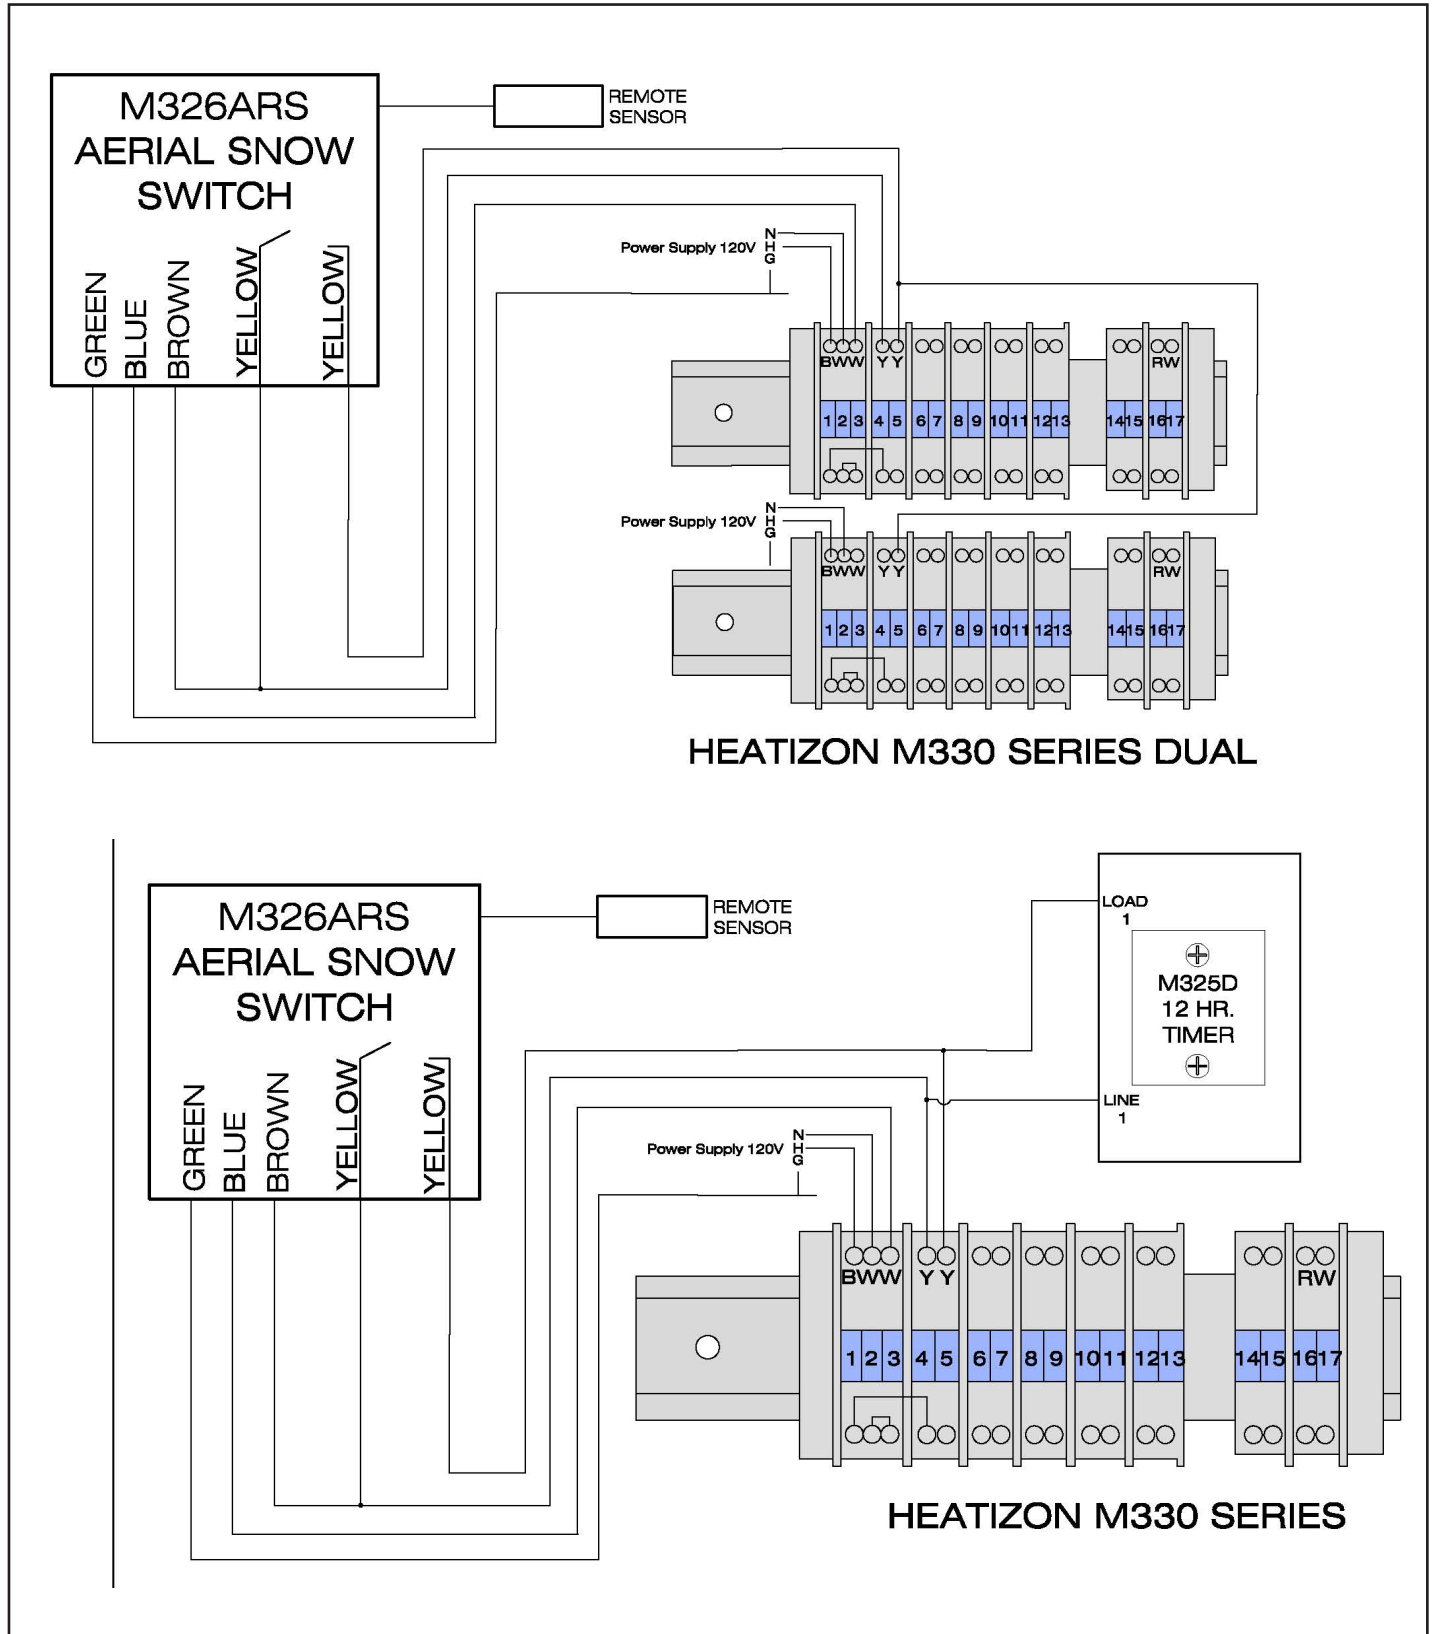 M326ARS
AERIAL SNOW
SWITCH
REMOTE
SENSOR
GREEN
BLUE
BROWN
YELLOW
YELLOW
Power Supply 120V
N
H
G
BWW
Y Y
RW
1 2 3 4 5 6 7 8 9 10 11 12 13 14 15 16 17
Power Supply 120V
N
H
G
BWW
Y Y
RW
1 2 3 4 5 6 7 8 9 10 11 12 13 14 15 16 17
HEATIZON M330 SERIES DUAL
M326ARS
AERIAL SNOW
SWITCH
REMOTE
SENSOR
GREEN
BLUE
BROWN
YELLOW
YELLOW
LOAD
1
M325D
12 HR.
TIMER
LINE
1
Power Supply 120V
N
H
G
BWW
Y Y
RW
1 2 3 4 5 6 7 8 9 10 11 12 13 14 15 16 17
HEATIZON M330 SERIES